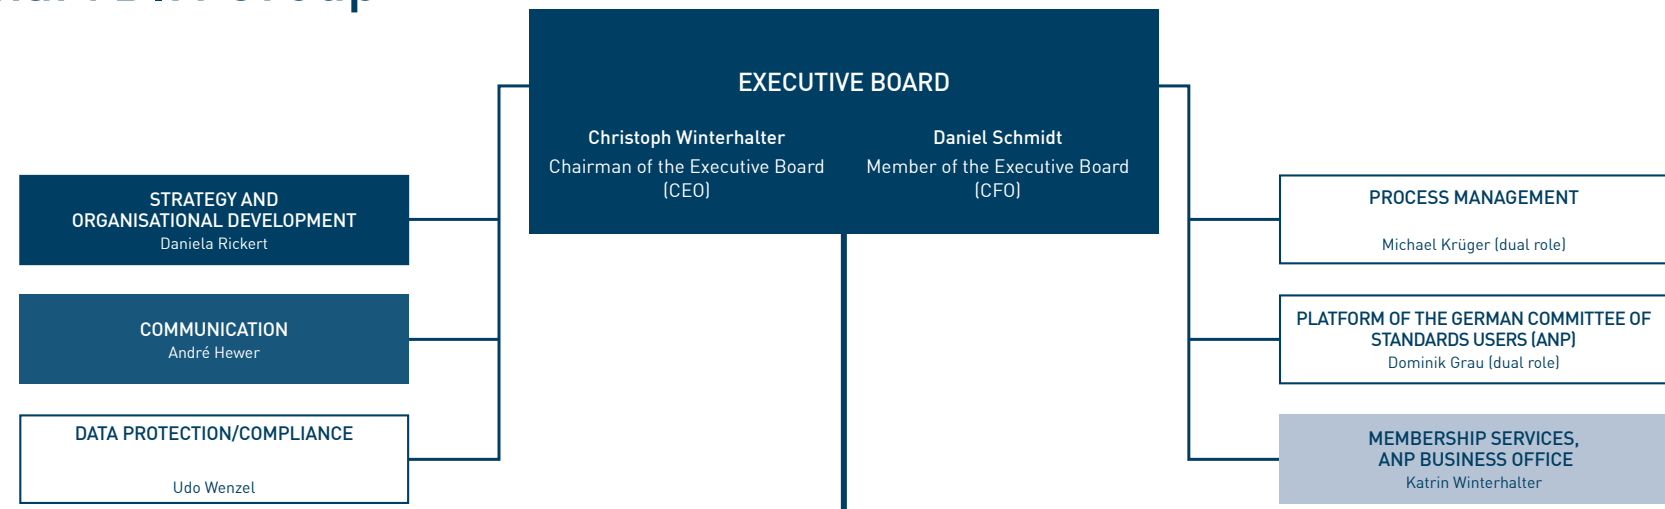 EXECUTIVE BOARD
Christoph Winterhalter
Chairman of the Executive Board
(CEO)
Daniel Schmidt
Member of the Executive Board
(CFO)
STRATEGY AND
ORGANISATIONAL DEVELOPMENT
Daniela Rickert
COMMUNICATION
André Hewer
DATA PROTECTION/COMPLIANCE
Udo Wenzel
PROCESS MANAGEMENT
Michael Krüger (dual role)
PLATFORM OF THE GERMAN COMMITTEE OF
STANDARDS USERS (ANP)
Dominik Grau (dual role)
MEMBERSHIP SERVICES,
ANP BUSINESS OFFICE
Katrin Winterhalter